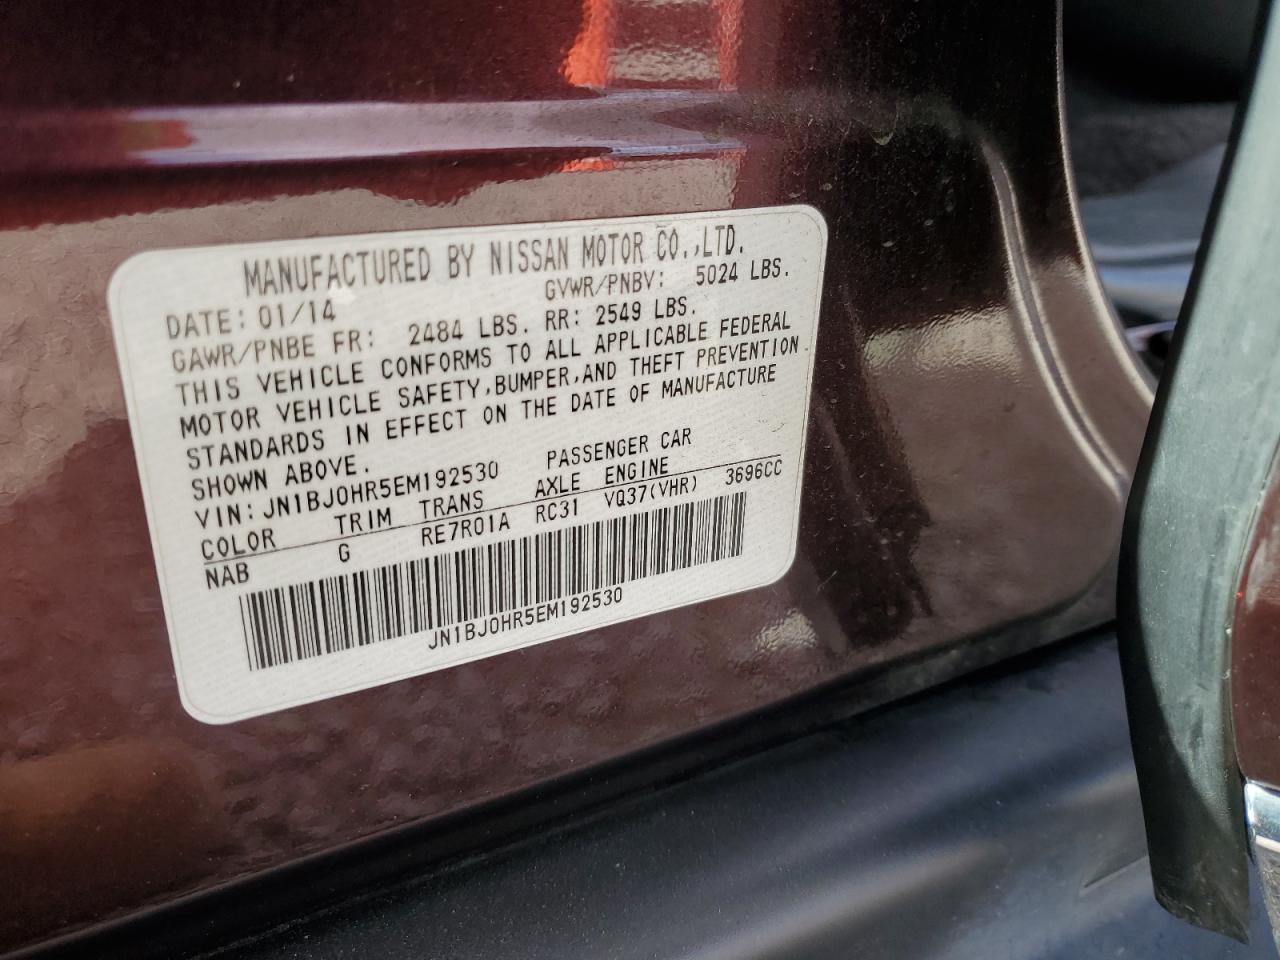 MANUFACTURED BY NISSAN MOTOR CO.,LTD.
DATE: 01/14 GVWR/PNBV: 5024 LBS.
GAWR/PNBE FR: 2484 LBS. RR: 2549 LBS.
THIS VEHICLE CONFORMS TO ALL APPLICABLE FEDERAL
MOTOR VEHICLE SAFETY,BUMPER,AND THEFT PREVENTION
STANDARDS IN EFFECT ON THE DATE OF MANUFACTURE
SHOWN ABOVE.
VIN: JN1BJ0HR5EM192530 PASSENGER CAR
COLOR TRIM TRANS AXLE ENGINE
NAB G RE7R01A RC31 VQ37(VHR) 3696CC
JN1BJ0HR5EM192530